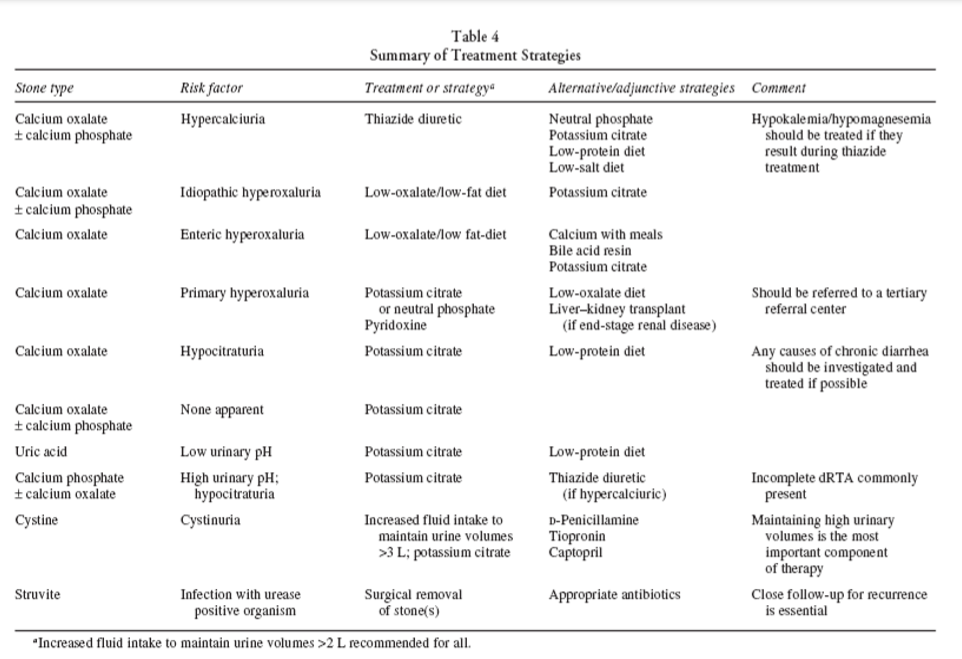 Table 4
Summary of Treatment Strategies
Stone type Risk factor Treatment or strategyᵃ Alternative/adjunctive strategies Comment
Calcium oxalate Hypercalciuria Thiazide diuretic Neutral phosphate Hypokalemia/hypomagnesemia
± calcium phosphate Potassium citrate should be treated if they
Low-protein diet result during thiazide
Low-salt diet treatment
Calcium oxalate Idiopathic hyperoxaluria Low-oxalate/low-fat diet Potassium citrate
± calcium phosphate
Calcium oxalate Enteric hyperoxaluria Low-oxalate/low fat-diet Calcium with meals
Bile acid resin
Potassium citrate
Calcium oxalate Primary hyperoxaluria Potassium citrate Low-oxalate diet Should be referred to a tertiary
or neutral phosphate Liver–kidney transplant referral center
Pyridoxine (if end-stage renal disease)
Calcium oxalate Hypocitraturia Potassium citrate Low-protein diet Any causes of chronic diarrhea
should be investigated and
treated if possible
Calcium oxalate None apparent Potassium citrate
± calcium phosphate
Uric acid Low urinary pH Potassium citrate Low-protein diet
Calcium phosphate High urinary pH; Potassium citrate Thiazide diuretic Incomplete dRTA commonly
± calcium oxalate hypocitraturia (if hypercalciuric) present
Cystine Cystinuria Increased fluid intake to D-Penicillamine Maintaining high urinary
maintain urine volumes Tiopronin volumes is the most
>3 L; potassium citrate Captopril important component
of therapy
Struvite Infection with urease Surgical removal Appropriate antibiotics Close follow-up for recurrence
positive organism of stone(s) is essential
ᵃIncreased fluid intake to maintain urine volumes >2 L recommended for all.